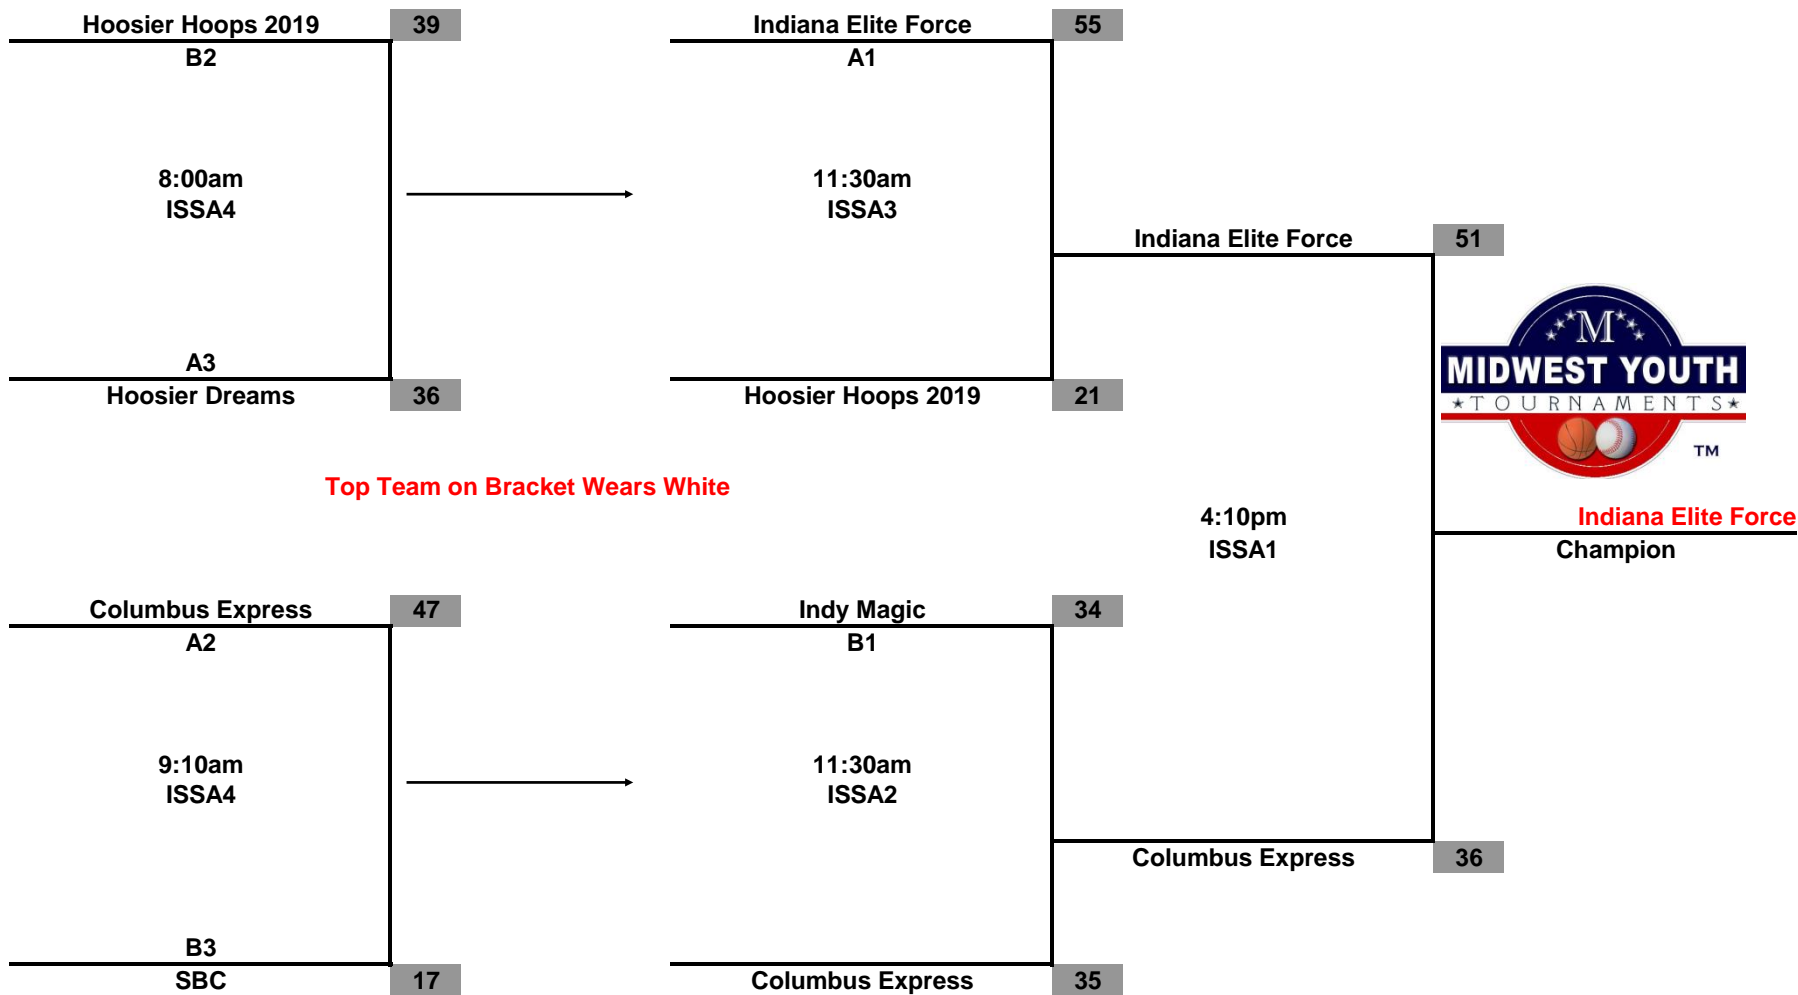 Hoosier Hoops 2019 39
B2
8:00am
ISSA4
A3
Hoosier Dreams 36
Indiana Elite Force 55
A1
11:30am
ISSA3
Hoosier Hoops 2019 21
Indiana Elite Force 51
M
MIDWEST YOUTH
★TOURNAMENTS★
TM
Top Team on Bracket Wears White
4:10pm
ISSA1
Indiana Elite Force
Champion
Columbus Express 47
A2
9:10am
ISSA4
B3
SBC 17
Indy Magic 34
B1
11:30am
ISSA2
Columbus Express 35
Columbus Express 36